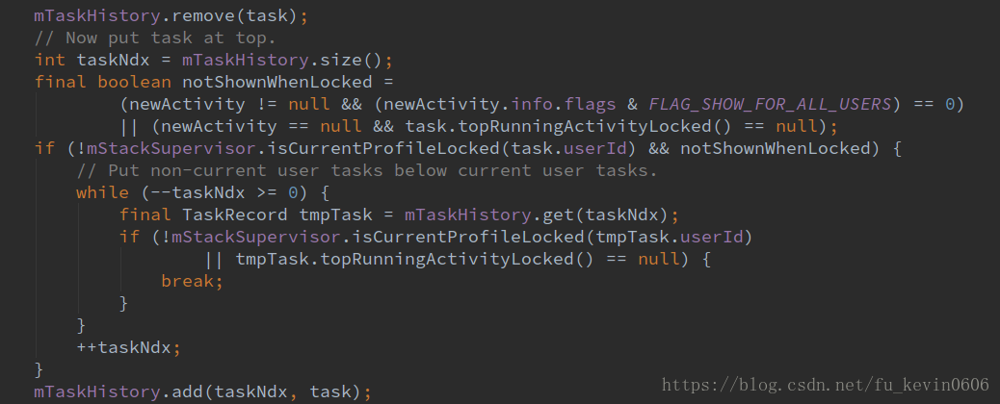 mTaskHistory.remove(task);
// Now put task at top.
int taskNdx = mTaskHistory.size();
final boolean notShownWhenLocked =
        (newActivity != null && (newActivity.info.flags & FLAG_SHOW_FOR_ALL_USERS) == 0)
        || (newActivity == null && task.topRunningActivityLocked() == null);
if (!mStackSupervisor.isCurrentProfileLocked(task.userId) && notShownWhenLocked) {
    // Put non-current user tasks below current user tasks.
    while (--taskNdx >= 0) {
        final TaskRecord tmpTask = mTaskHistory.get(taskNdx);
        if (!mStackSupervisor.isCurrentProfileLocked(tmpTask.userId)
                || tmpTask.topRunningActivityLocked() == null) {
            break;
        }
    }
    ++taskNdx;
}
mTaskHistory.add(taskNdx, task);
https://blog.csdn.net/fu_kevin0606